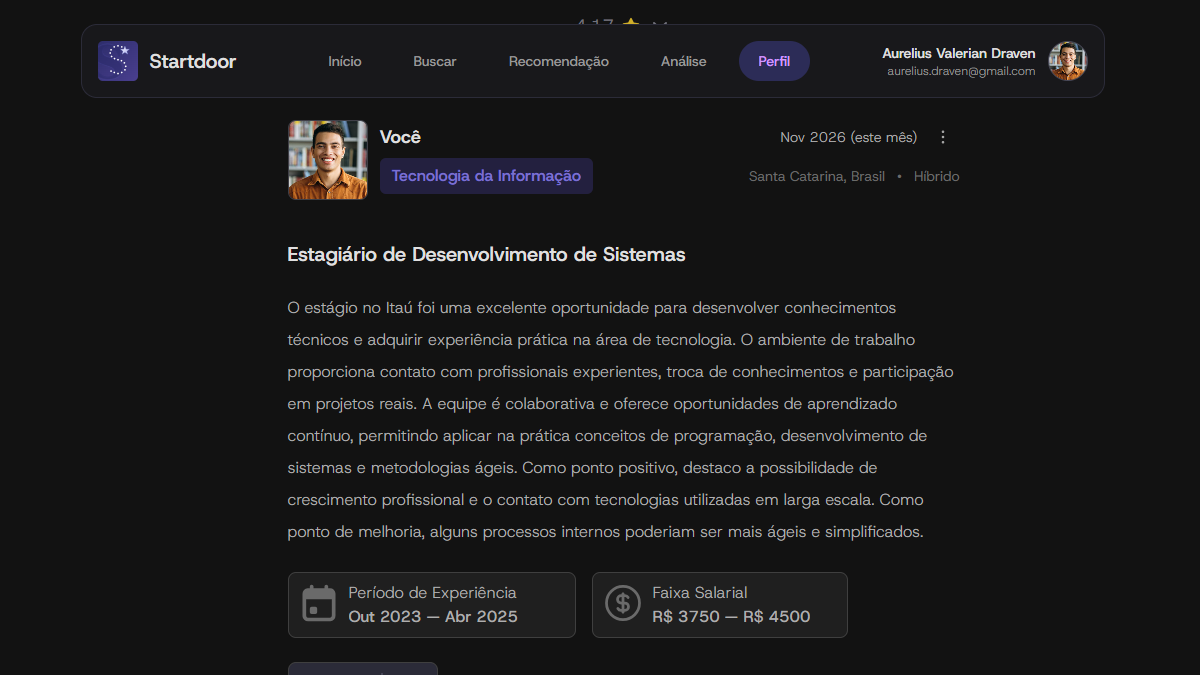 Startdoor
Início
Buscar
Recomendação
Análise
Perfil
Aurelius Valerian Draven
aurelius.draven@gmail.com
Você
Tecnologia da Informação
Nov 2026 (este mês)
Santa Catarina, Brasil • Híbrido
Estagiário de Desenvolvimento de Sistemas
O estágio no Itaú foi uma excelente oportunidade para desenvolver conhecimentos
técnicos e adquirir experiência prática na área de tecnologia. O ambiente de trabalho
proporciona contato com profissionais experientes, troca de conhecimentos e participação
em projetos reais. A equipe é colaborativa e oferece oportunidades de aprendizado
contínuo, permitindo aplicar na prática conceitos de programação, desenvolvimento de
sistemas e metodologias ágeis. Como ponto positivo, destaco a possibilidade de
crescimento profissional e o contato com tecnologias utilizadas em larga escala. Como
ponto de melhoria, alguns processos internos poderiam ser mais ágeis e simplificados.
Período de Experiência
Out 2023 — Abr 2025
Faixa Salarial
R$ 3750 — R$ 4500